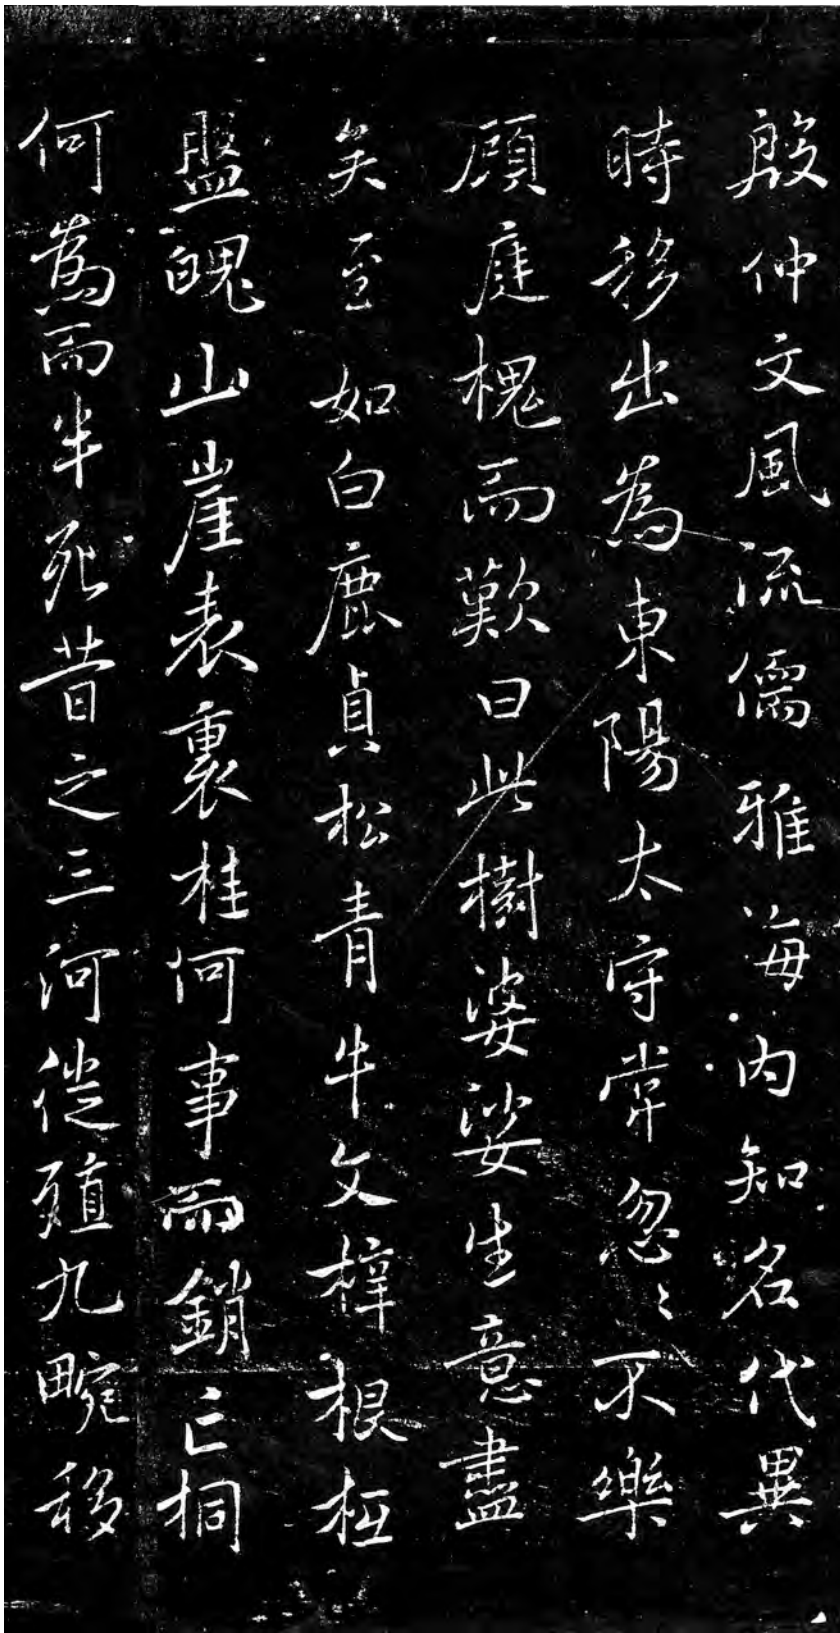 殷仲文風流儒雅海內知名代異
時移出為東陽太守常忽〻不樂
顧庭槐而歎曰此樹婆娑生意盡
矣至如白鹿貞松青牛文梓根柢
盤魄山崖表裏桂何事而銷亡桐
何為而半死昔之三河徙殖九畹移